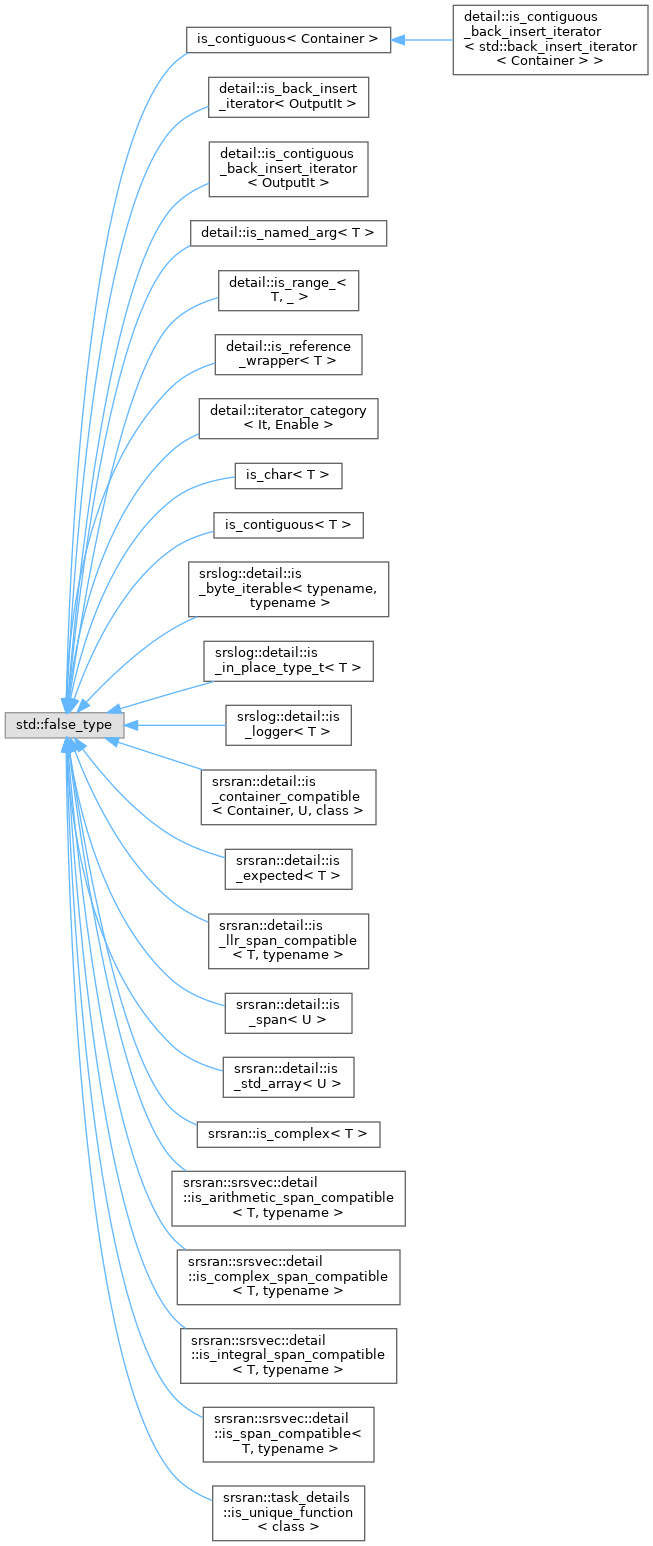 is_contiguous< Container >
detail::is_contiguous
_back_insert_iterator
< std::back_insert_iterator
< Container > >
detail::is_back_insert
_iterator< OutputIt >
detail::is_contiguous
_back_insert_iterator
< OutputIt >
detail::is_named_arg< T >
detail::is_range_<
T, _ >
detail::is_reference
_wrapper< T >
detail::iterator_category
< It, Enable >
is_char< T >
is_contiguous< T >
srslog::detail::is
_byte_iterable< typename,
typename >
srslog::detail::is
_in_place_type_t< T >
std::false_type
srslog::detail::is
_logger< T >
srsran::detail::is
_container_compatible
< Container, U, class >
srsran::detail::is
_expected< T >
srsran::detail::is
_llr_span_compatible
< T, typename >
srsran::detail::is
_span< U >
srsran::detail::is
_std_array< U >
srsran::is_complex< T >
srsran::srsvec::detail
::is_arithmetic_span_compatible
< T, typename >
srsran::srsvec::detail
::is_complex_span_compatible
< T, typename >
srsran::srsvec::detail
::is_integral_span_compatible
< T, typename >
srsran::srsvec::detail
::is_span_compatible<
T, typename >
srsran::task_details
::is_unique_function
< class >